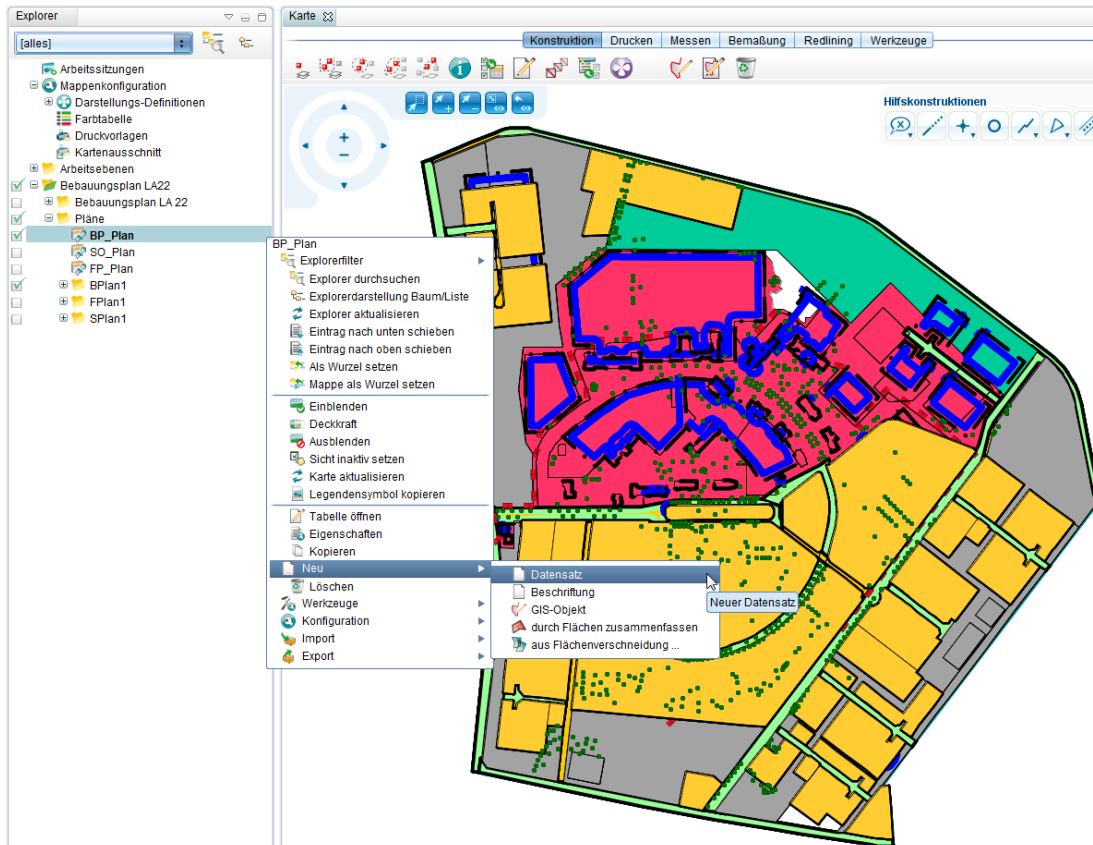 Explorer
Karte
[alles]
Konstruktion Drucken Messen Bemaßung Redlining Werkzeuge
Arbeitssitzungen
Mappenkonfiguration
Darstellungs-Definitionen
Farbtabelle
Druckvorlagen
Kartenausschnitt
Arbeitsebenen
Bebauungsplan LA22
Bebauungsplan LA 22
Pläne
BP_Plan
SO_Plan
FP_Plan
BPlan1
FPlan1
SPlan1
Hilfskonstruktionen
BP_Plan
Explorerfilter
Explorer durchsuchen
Explorerdarstellung Baum/Liste
Explorer aktualisieren
Eintrag nach unten schieben
Eintrag nach oben schieben
Als Wurzel setzen
Mappe als Wurzel setzen
Einblenden
Deckkraft
Ausblenden
Sicht inaktiv setzen
Karte aktualisieren
Legendensymbol kopieren
Tabelle öffnen
Eigenschaften
Kopieren
Neu
Löschen
Werkzeuge
Konfiguration
Import
Export
Datensatz
Beschriftung
GIS-Objekt
durch Flächen zusammenfassen
aus Flächenverschneidung ...
Neuer Datensatz